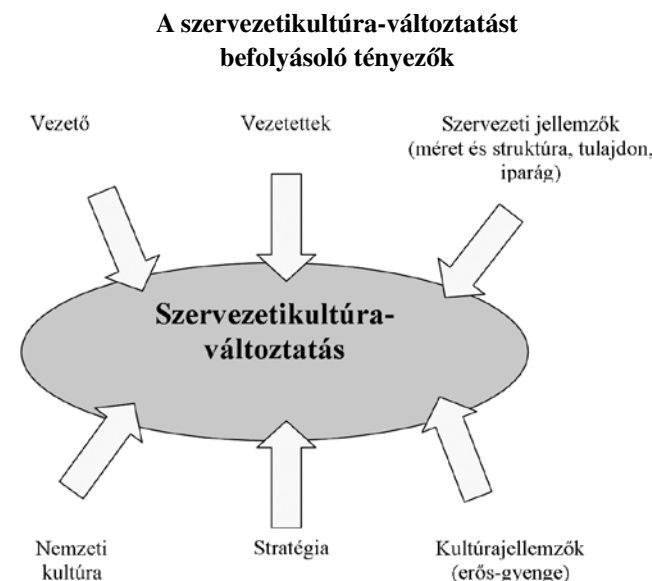 A szervezetikultúra-változtatást
befolyásoló tényezők
Vezető
Vezetettek
Szervezeti jellemzők
(méret és struktúra, tulajdon,
iparág)
Szervezetikultúra-
változtatás
Nemzeti
kultúra
Stratégia
Kultúrajellemzők
(erős-gyenge)